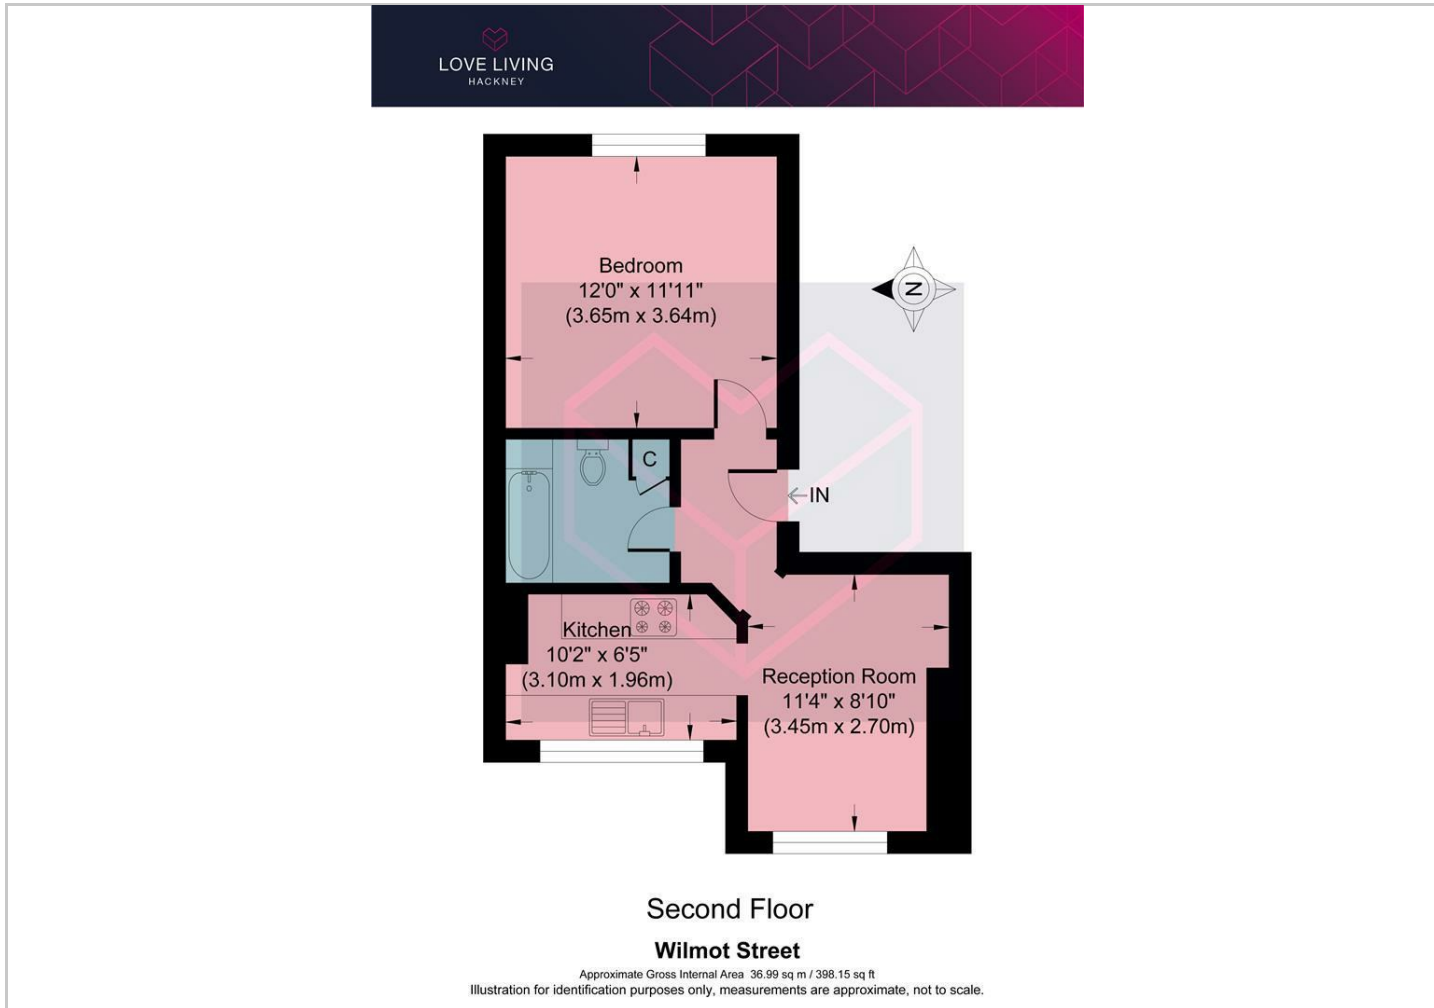 LOVE LIVING
HACKNEY
Bedroom
12'0" x 11'11"
(3.65m x 3.64m)
N
C
IN
Kitchen
10'2" x 6'5"
(3.10m x 1.96m)
Reception Room
11'4" x 8'10"
(3.45m x 2.70m)
Second Floor
Wilmot Street
Approximate Gross Internal Area 36.99 sq m / 398.15 sq ft
Illustration for identification purposes only, measurements are approximate, not to scale.